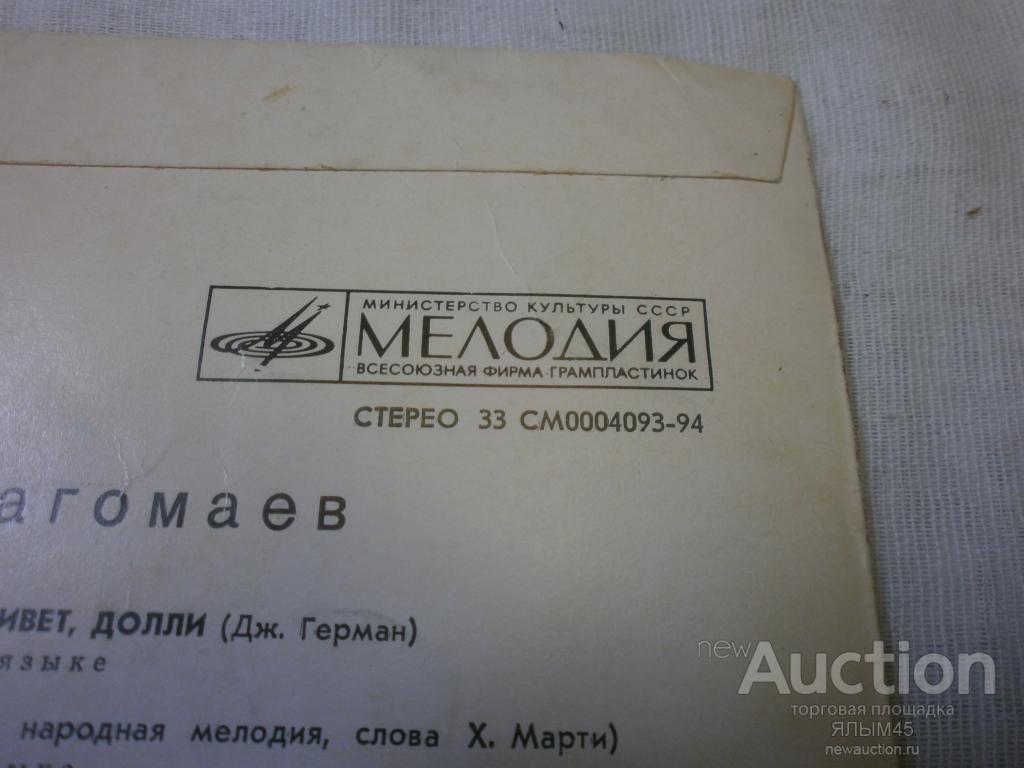 МИНИСТЕРСТВО КУЛЬТУРЫ СССР
МЕЛОДИЯ
ВСЕСОЮЗНАЯ ФИРМА ГРАМПЛАСТИНОК
СТЕРЕО 33 СМ0004093-94
агомаев
ИВЕТ, ДОЛЛИ (Дж. Герман)
языке
народная мелодия, слова Х. Марти)
newAuction
торговая площадка
ЯЛЫМ45
newauction.ru